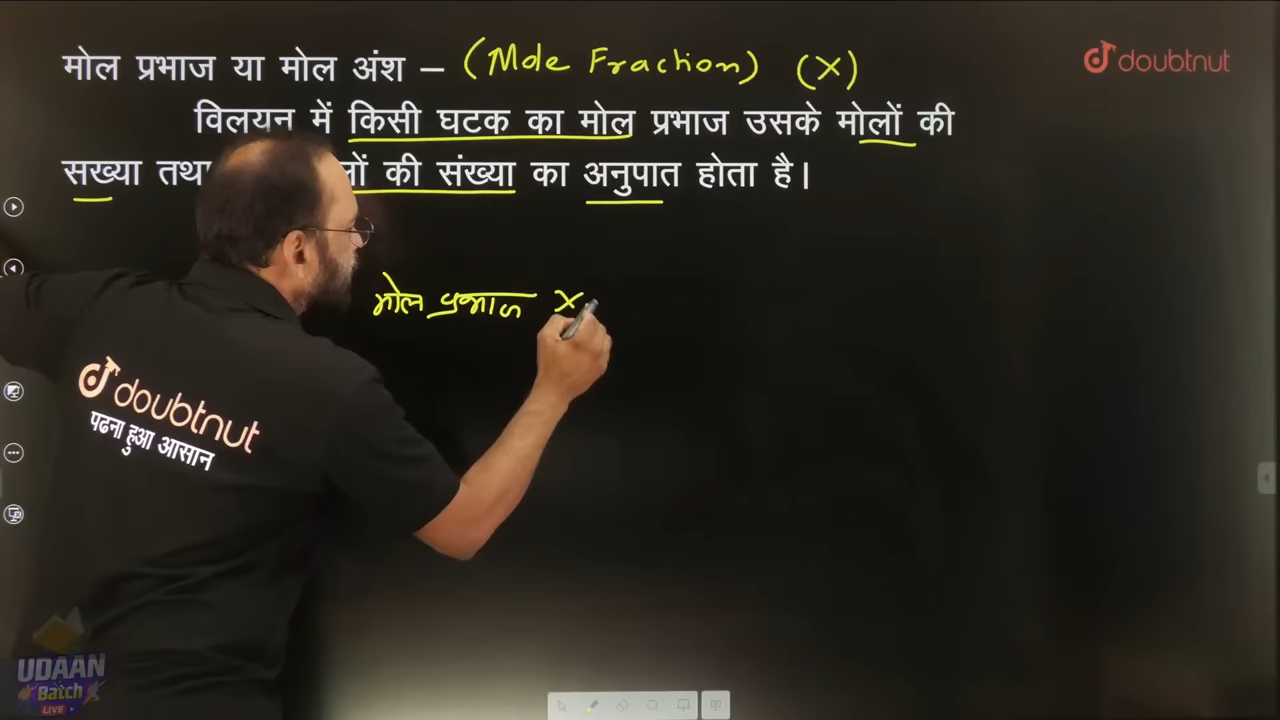 मोल प्रभाज या मोल अंश – (Mole Fraction) (X)
doubtnut
विलयन में किसी घटक का मोल प्रभाज उसके मोलों की
सख्या तथा लों की संख्या का अनुपात होता है।
मोल प्रभाज X
doubtnut
पढना हुआ आसान
UDAAN
Batch
LIVE